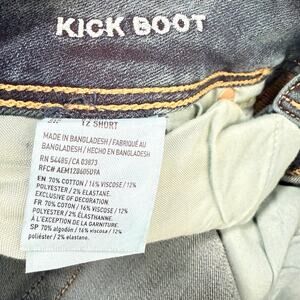 KICK BOOT
12 SHORT
MADE IN BANGLADESH / FABRIQUÉ AU
BANGLADESH / HECHO EN BANGLADESH
RN 54485/CA 03873
RFC# AEM128605U9A
EN 70% COTTON / 16% VISCOSE / 12%
POLYESTER / 2% ELASTANE.
EXCLUSIVE OF DECORATION
FR 70% COTON / 16% VISCOSE / 12%
POLYESTER / 2% ÉLASTHANNE.
À L'EXCEPTION DE LA GARNITURE.
SP 70% algodón / 16% viscosa / 12%
poliéster / 2% elastano.